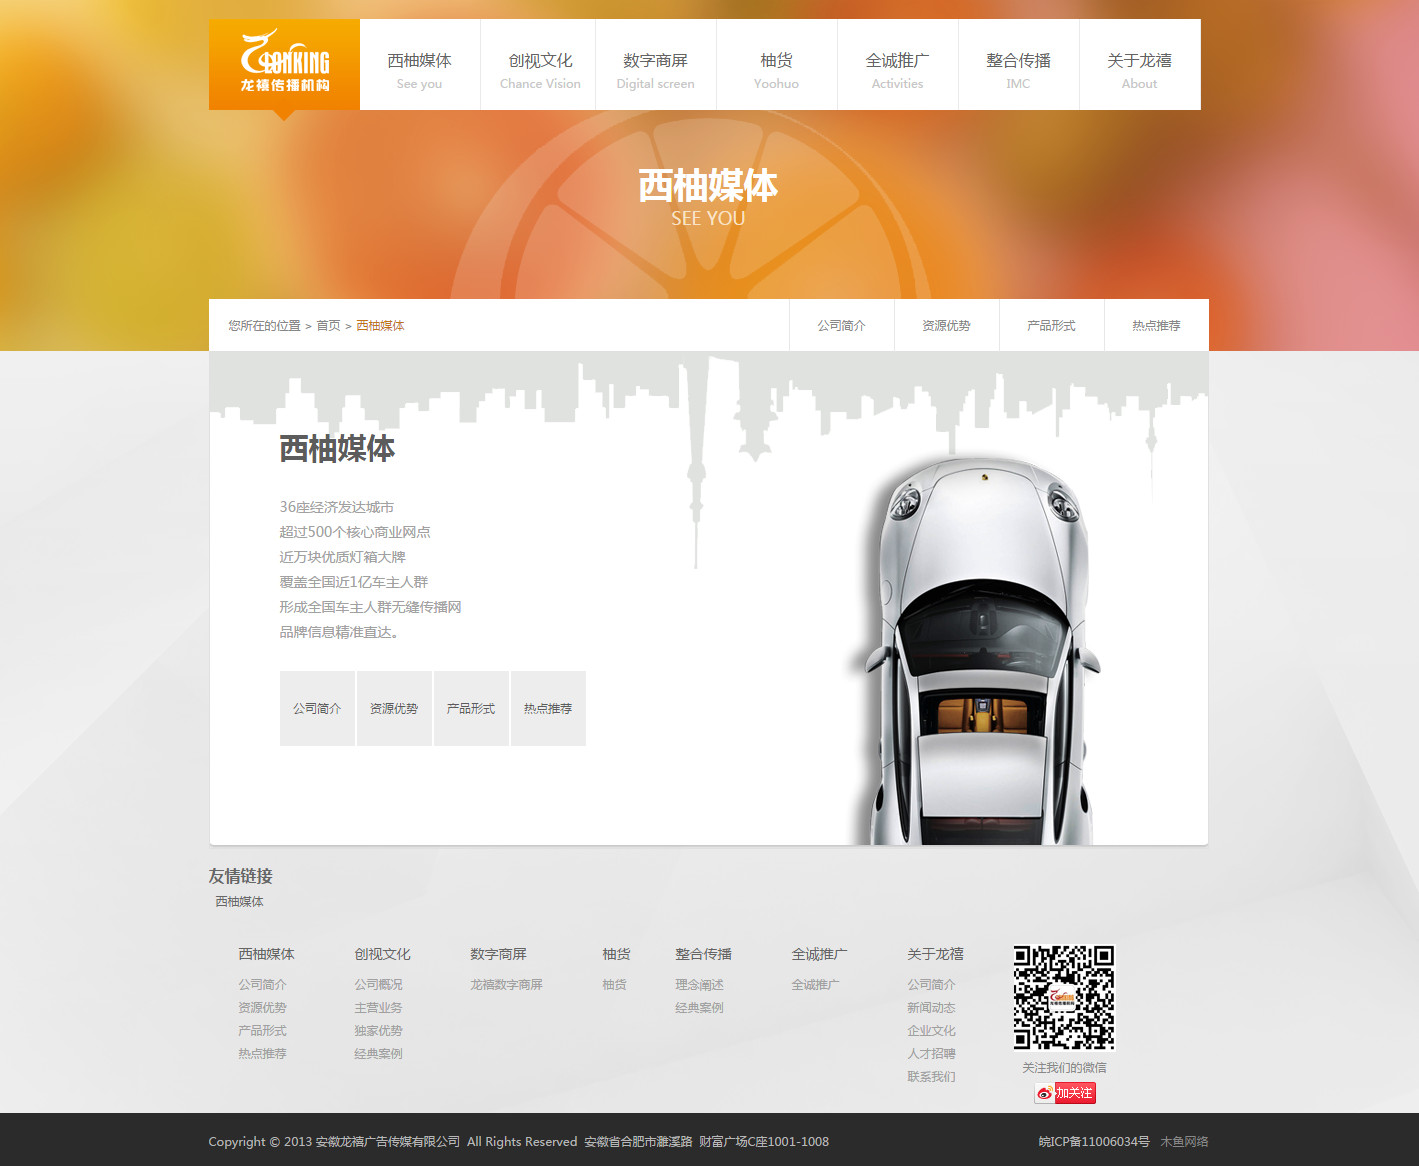 LONKING
龙禧传播机构
西柚媒体 创视文化 数字商屏 柚货 全诚推广 整合传播 关于龙禧
See you Chance Vision Digital screen Yoohuo Activities IMC About
西柚媒体
SEE YOU
您所在的位置 > 首页 > 西柚媒体 公司简介 资源优势 产品形式 热点推荐
西柚媒体
36座经济发达城市
超过500个核心商业网点
近万块优质灯箱大牌
覆盖全国近1亿车主人群
形成全国车主人群无缝传播网
品牌信息精准直达。
公司简介 资源优势 产品形式 热点推荐
友情链接
西柚媒体
西柚媒体 创视文化 数字商屏 柚货 整合传播 全诚推广 关于龙禧
公司简介 公司概况 龙禧数字商屏 柚货 理念阐述 全诚推广 公司简介
资源优势 主营业务 经典案例 新闻动态
产品形式 独家优势 企业文化
热点推荐 经典案例 人才招聘
联系我们
关注我们的微信
加关注
Copyright © 2013 安徽龙禧广告传媒有限公司 All Rights Reserved 安徽省合肥市濉溪路 财富广场C座1001-1008 皖ICP备11006034号 木鱼网络